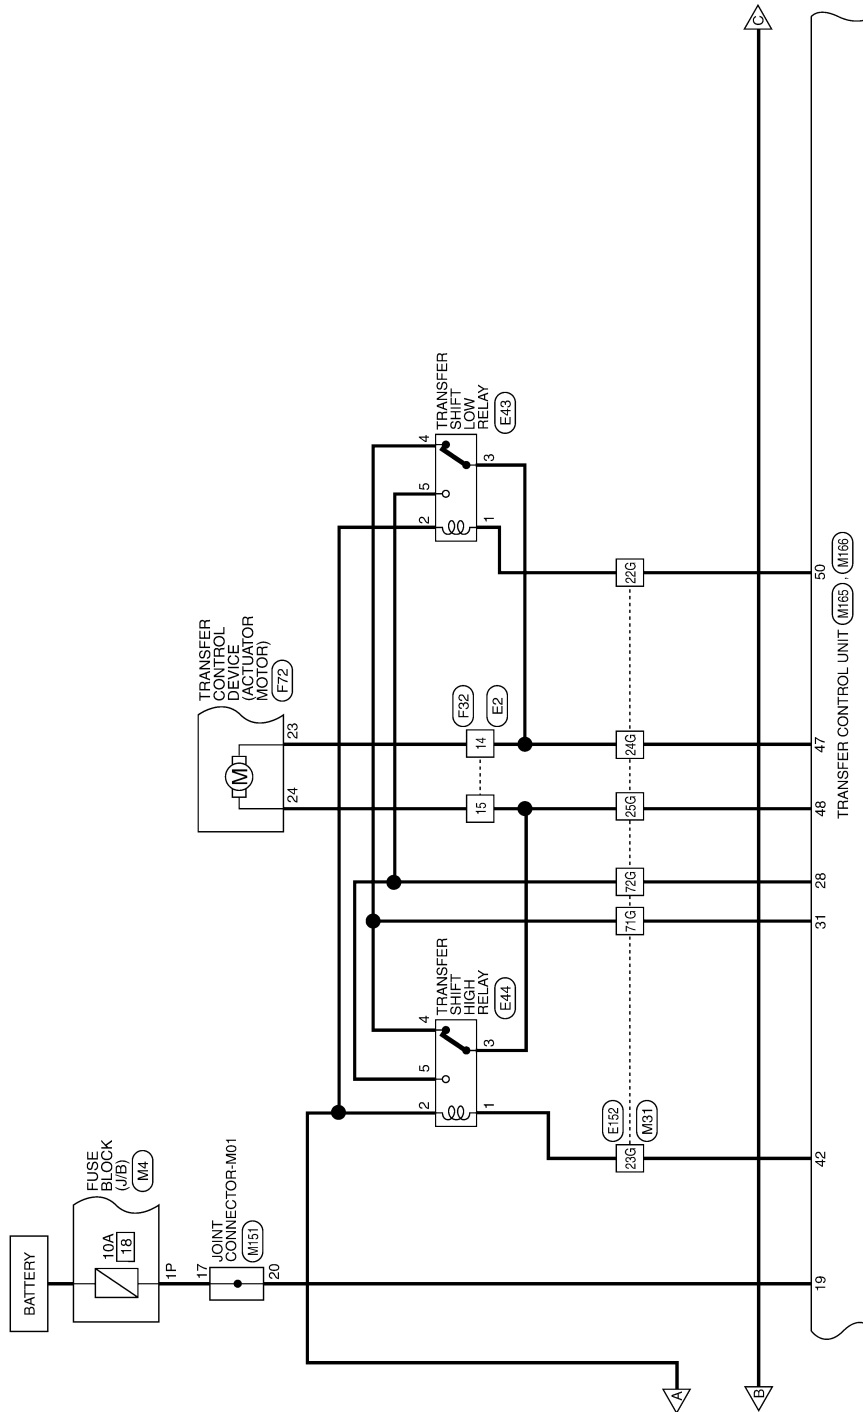 BATTERY
FUSE
BLOCK
(J/B)
M4
10A
18
1P
17
JOINT
CONNECTOR-M01
M151
20
19
A
B
C
TRANSFER
CONTROL
DEVICE
(ACTUATOR
MOTOR)
F72
M
24
23
TRANSFER
SHIFT
HIGH
RELAY
E44
2
5
4
1
3
TRANSFER
SHIFT
LOW
RELAY
E43
2
5
4
1
3
F32
E2
15
14
E152
M31
23G
71G
72G
25G
24G
22G
42
31
28
48
47
50
TRANSFER CONTROL UNIT M165 , M166